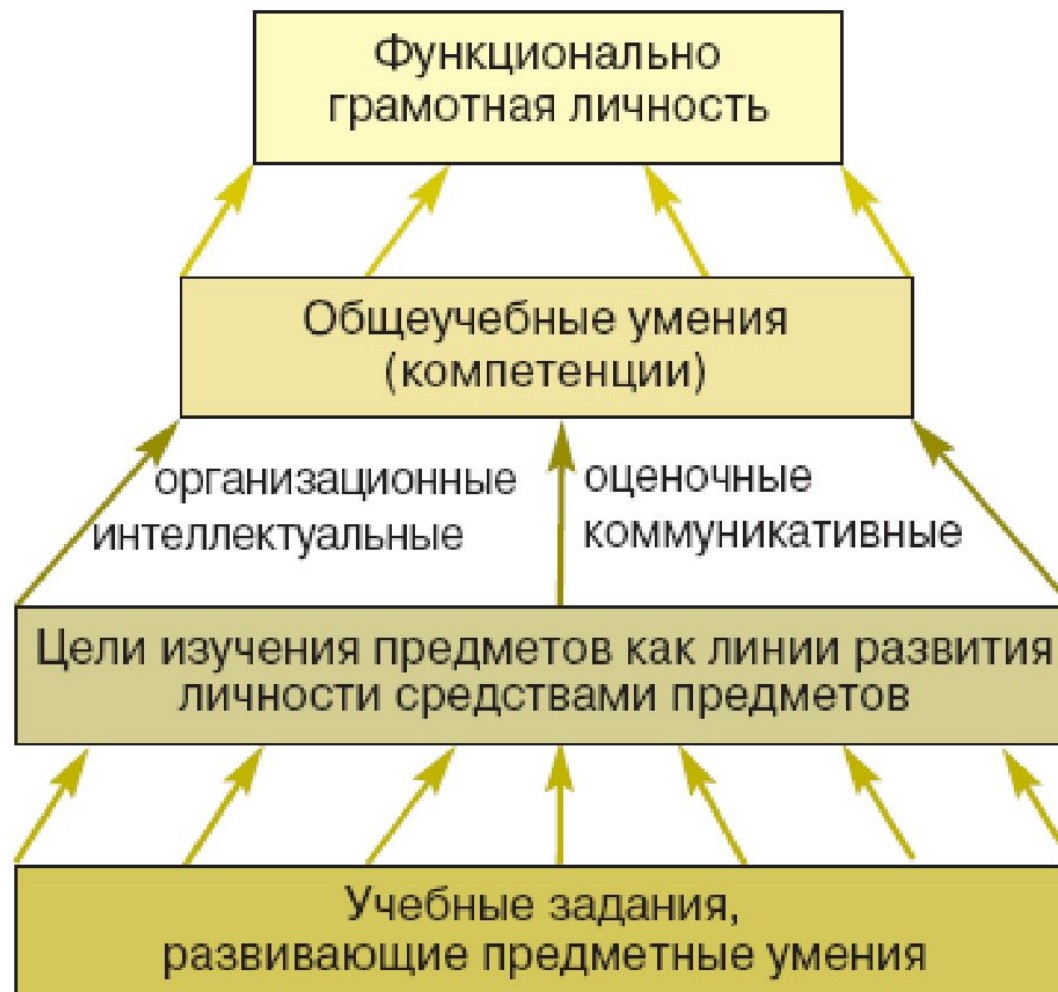 Функционально
грамотная личность
Общеучебные умения
(компетенции)
организационные
интеллектуальные
оценочные
коммуникативные
Цели изучения предметов как линии развития
личности средствами предметов
Учебные задания,
развивающие предметные умения